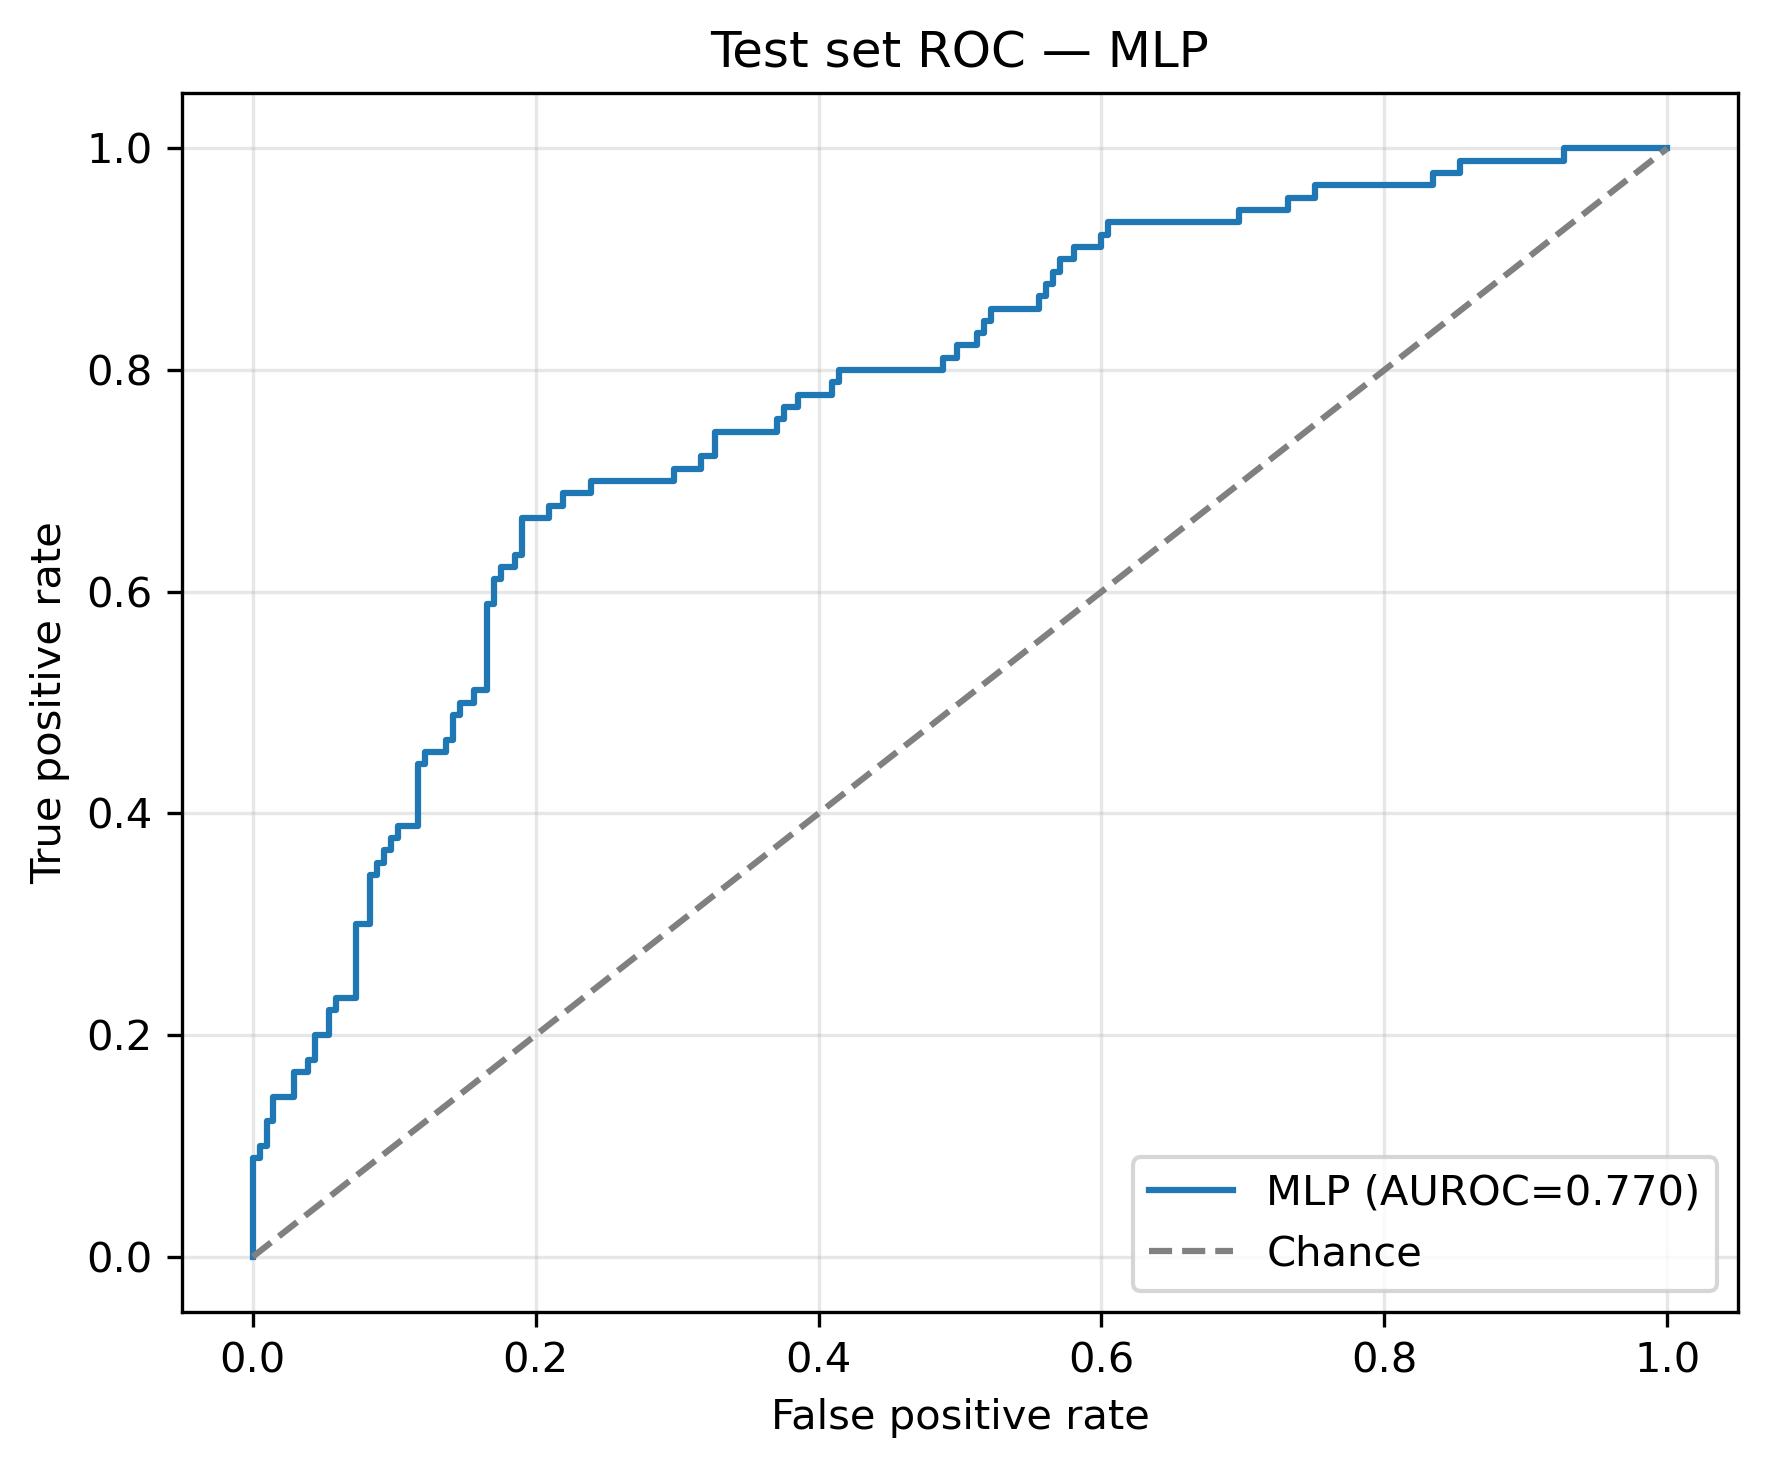 Test set ROC — MLP
True positive rate
1.0
0.8
0.6
0.4
0.2
0.0
MLP (AUROC=0.770)
Chance
0.0 0.2 0.4 0.6 0.8 1.0
False positive rate